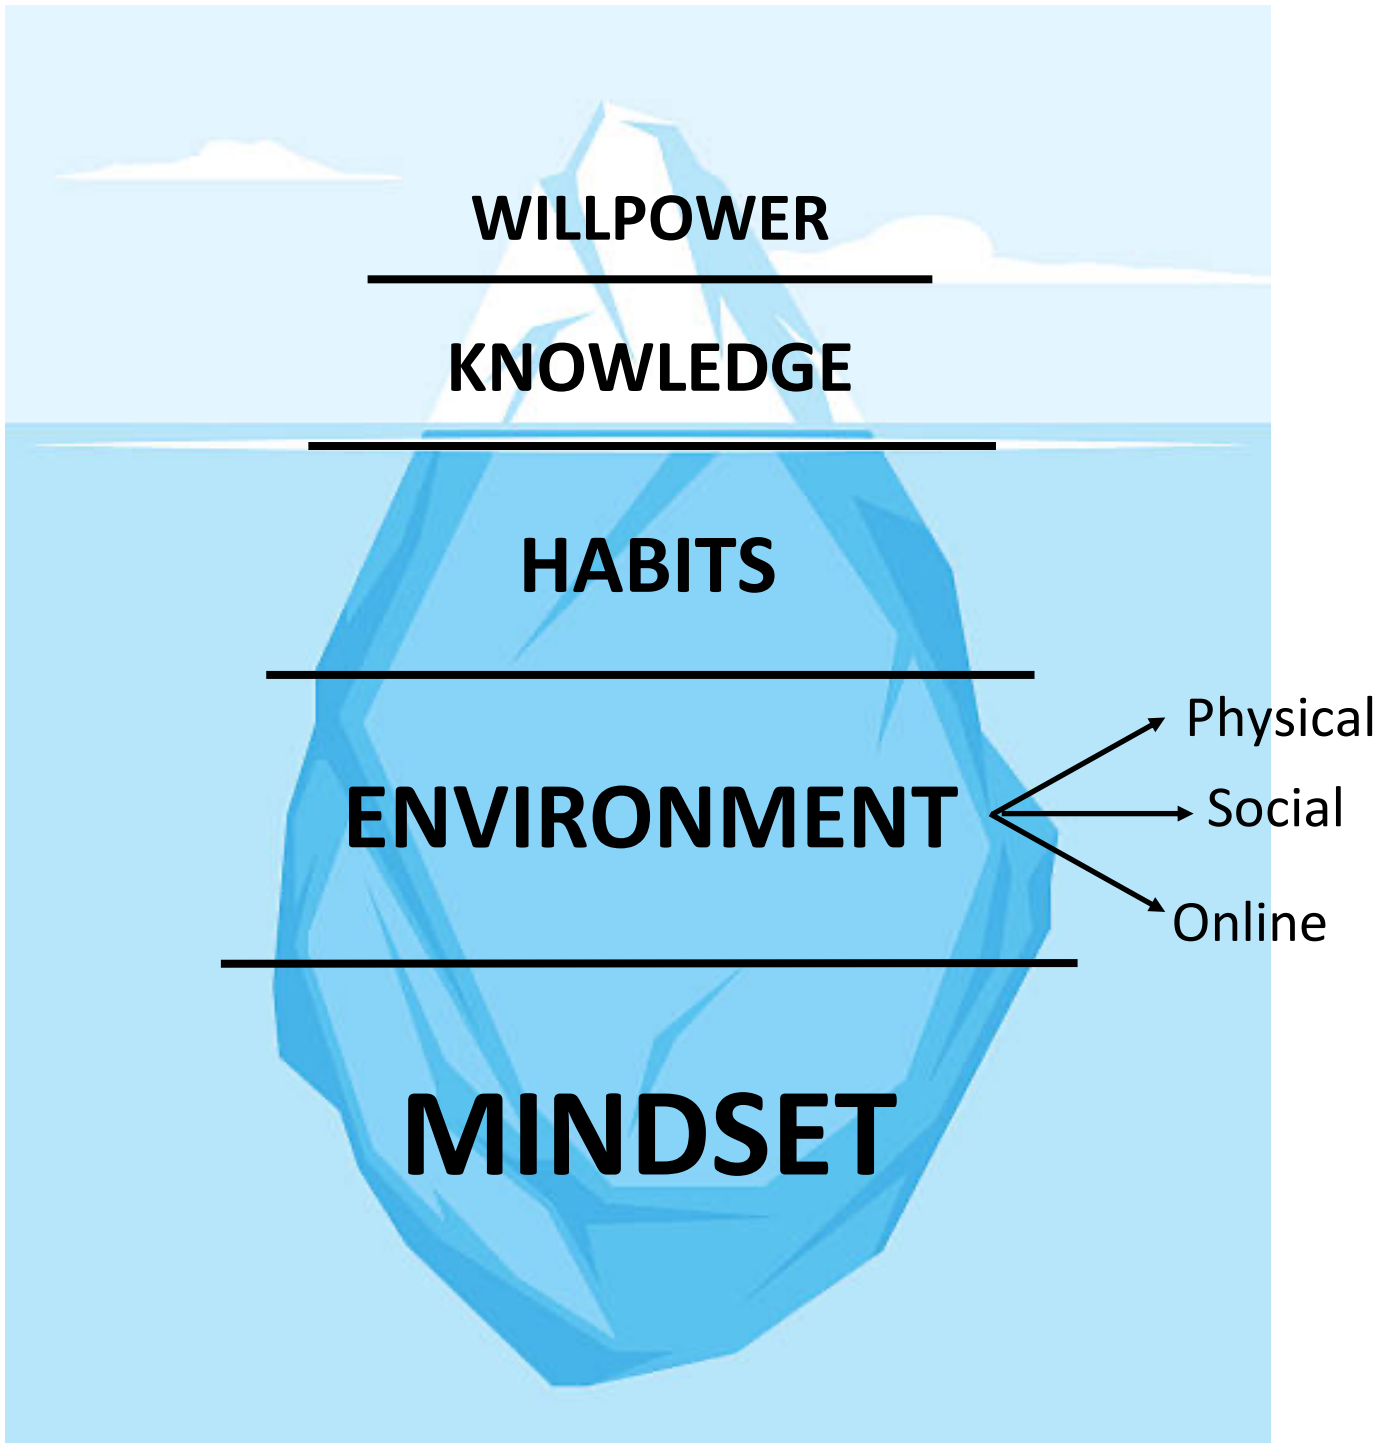 WILLPOWER
KNOWLEDGE
HABITS
ENVIRONMENT
Physical
Social
Online
MINDSET